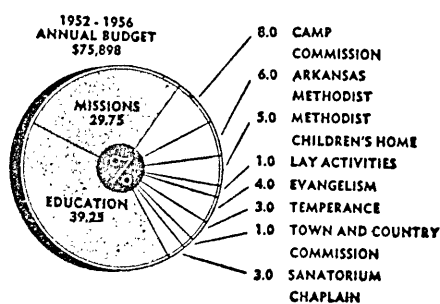 1952 - 1956
ANNUAL BUDGET
$75,898
MISSIONS
29.75
%
EDUCATION
39.25
8.0 CAMP
COMMISSION
6.0 ARKANSAS
METHODIST
5.0 METHODIST
CHILDREN'S HOME
1.0 LAY ACTIVITIES
4.0 EVANGELISM
3.0 TEMPERANCE
1.0 TOWN AND COUNTRY
COMMISSION
3.0 SANATORIUM
CHAPLAIN